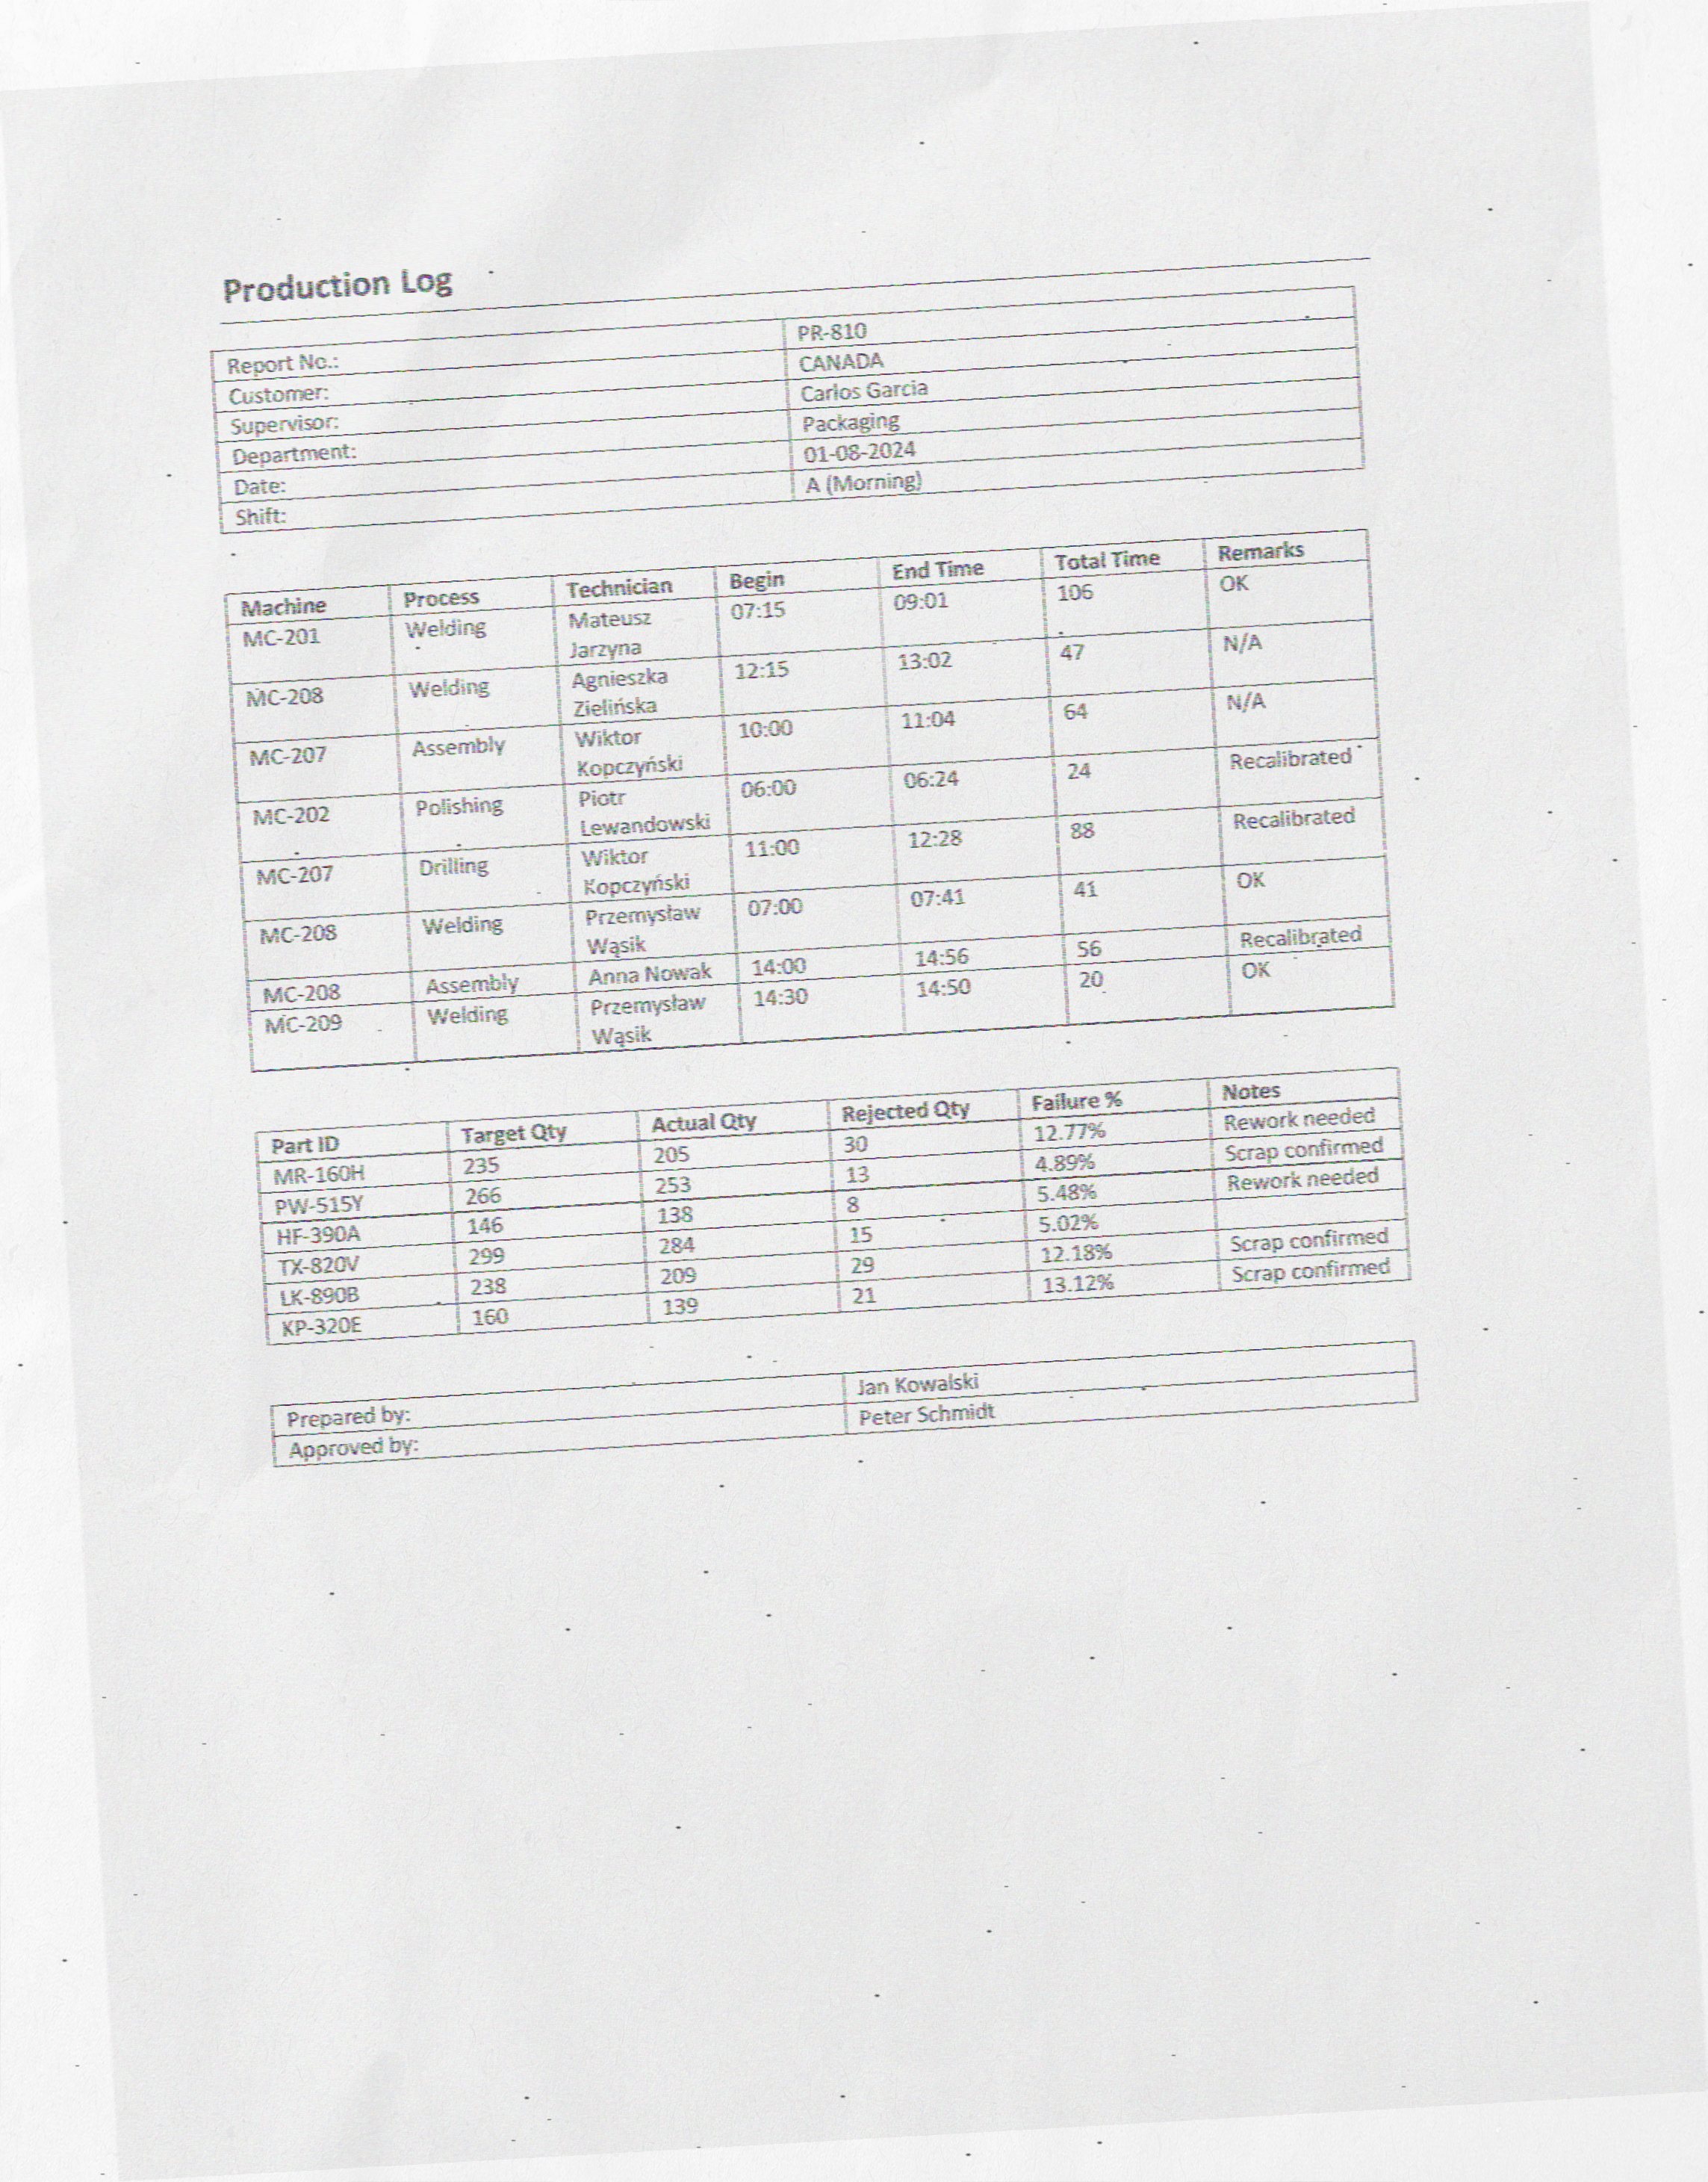 Production Log
Report No.: PR-810
Customer: CANADA
Supervisor: Carlos Garcia
Department: Packaging
Date: 01-08-2024
Shift: A (Morning)
Machine Process Technician Begin End Time Total Time Remarks
MC-201 Welding Mateusz Jarzyna 07:15 09:01 106 OK
MC-208 Welding Agnieszka Zielińska 12:15 13:02 47 N/A
MC-207 Assembly Wiktor Kopczyński 10:00 11:04 64 N/A
MC-202 Polishing Piotr Lewandowski 06:00 06:24 24 Recalibrated
MC-207 Drilling Wiktor Kopczyński 11:00 12:28 88 Recalibrated
MC-208 Welding Przemysław Wąsik 07:00 07:41 41 OK
MC-208 Assembly Anna Nowak 14:00 14:56 56 Recalibrated
MC-209 Welding Przemysław Wąsik 14:30 14:50 20 OK
Part ID Target Qty Actual Qty Rejected Qty Failure % Notes
MR-160H 235 205 30 12.77% Rework needed
PW-515Y 266 253 13 4.89% Scrap confirmed
HF-390A 146 138 8 5.48% Rework needed
TX-820V 299 284 15 5.02%
LK-890B 238 209 29 12.18% Scrap confirmed
KP-320E 160 139 21 13.12% Scrap confirmed
Prepared by: Jan Kowalski
Approved by: Peter Schmidt